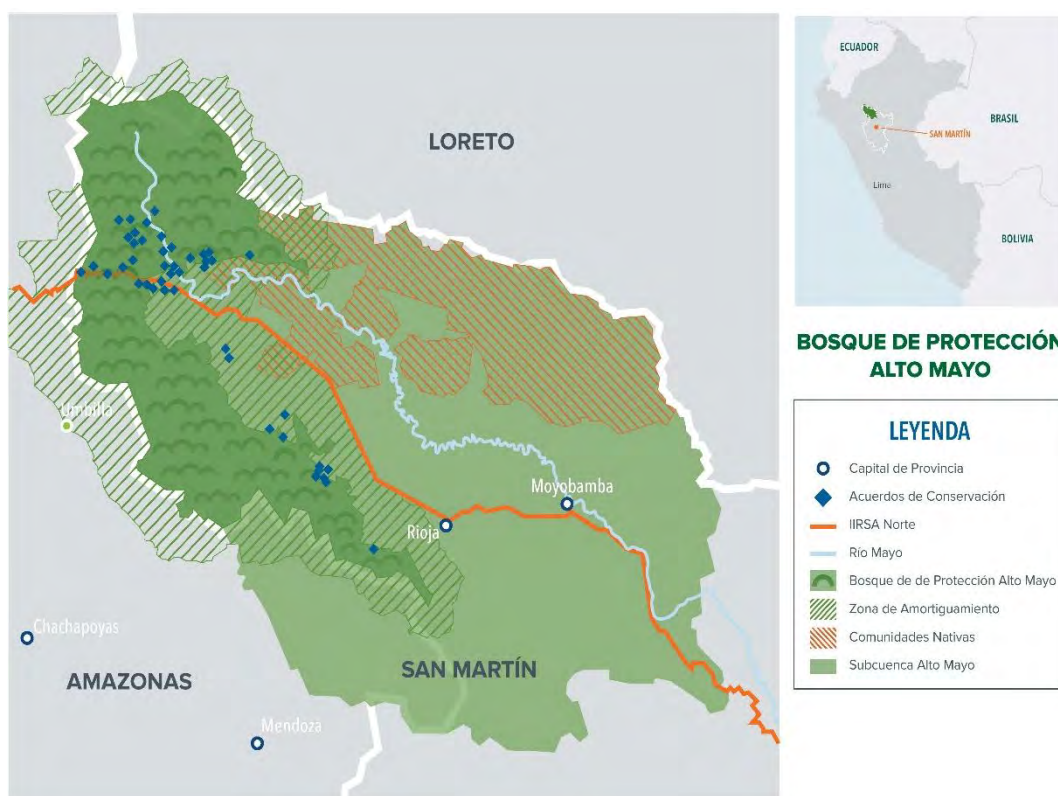 LORETO
Umbilla
Moyobamba
Rioja
Chachapoyas
AMAZONAS
SAN MARTÍN
Mendoza
ECUADOR
BRASIL
SAN MARTÍN
Lima
BOLIVIA
BOSQUE DE PROTECCIÓN
ALTO MAYO
LEYENDA
Capital de Provincia
Acuerdos de Conservación
IIRSA Norte
Río Mayo
Bosque de de Protección Alto Mayo
Zona de Amortiguamiento
Comunidades Nativas
Subcuenca Alto Mayo